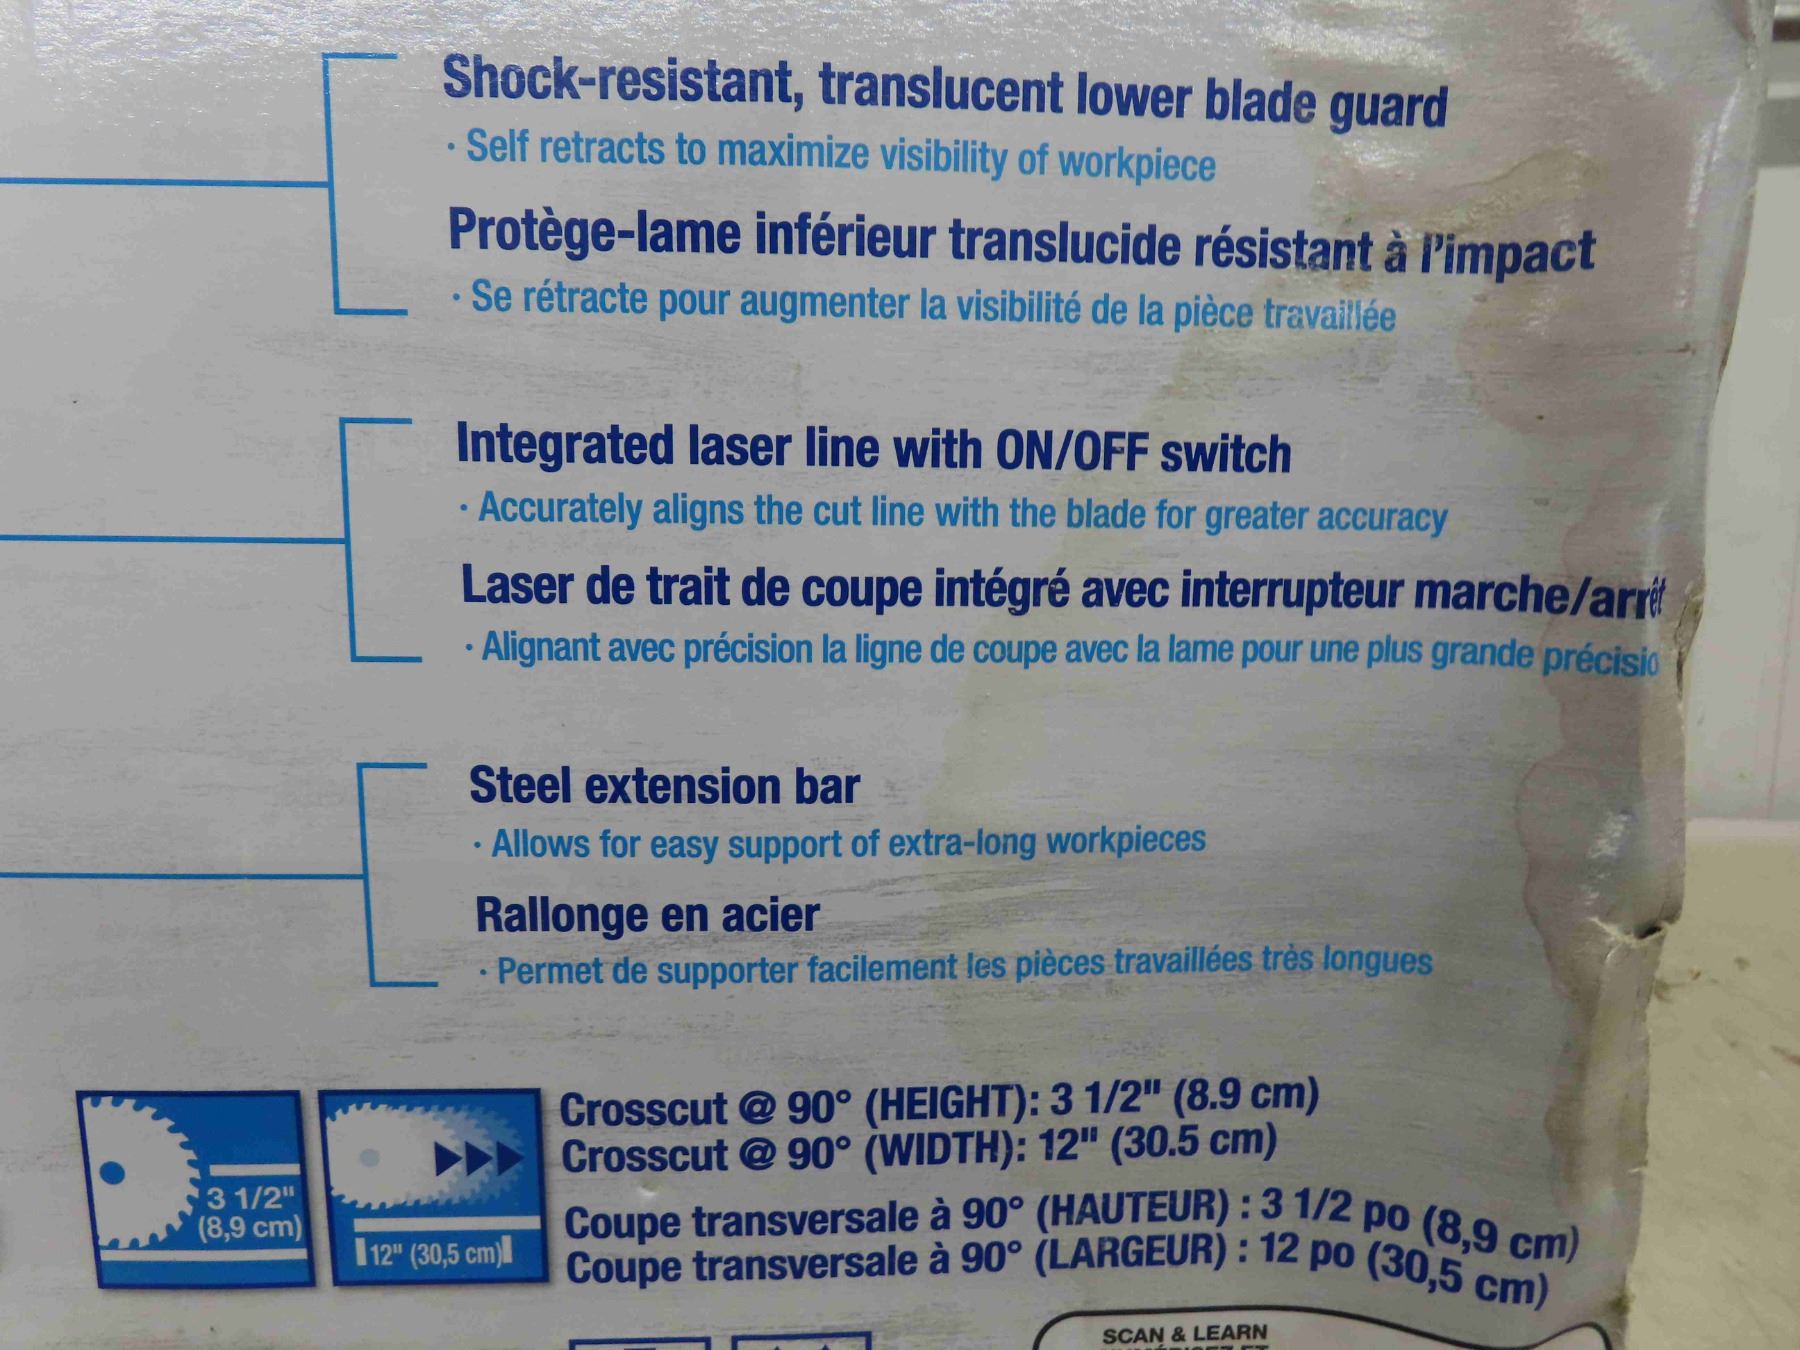 Shock-resistant, translucent lower blade guard
· Self retracts to maximize visibility of workpiece
Protège-lame inférieur translucide résistant à l'impact
· Se rétracte pour augmenter la visibilité de la pièce travaillée
Integrated laser line with ON/OFF switch
· Accurately aligns the cut line with the blade for greater accuracy
Laser de trait de coupe intégré avec interrupteur marche/arrêt
· Alignant avec précision la ligne de coupe avec la lame pour une plus grande précisio
Steel extension bar
· Allows for easy support of extra-long workpieces
Rallonge en acier
· Permet de supporter facilement les pièces travaillées très longues
3 1/2"
(8,9 cm)
12" (30,5 cm)
Crosscut @ 90° (HEIGHT): 3 1/2" (8.9 cm)
Crosscut @ 90° (WIDTH): 12" (30.5 cm)
Coupe transversale à 90° (HAUTEUR) : 3 1/2 po (8,9 cm)
Coupe transversale à 90° (LARGEUR) : 12 po (30,5 cm)
SCAN & LEARN